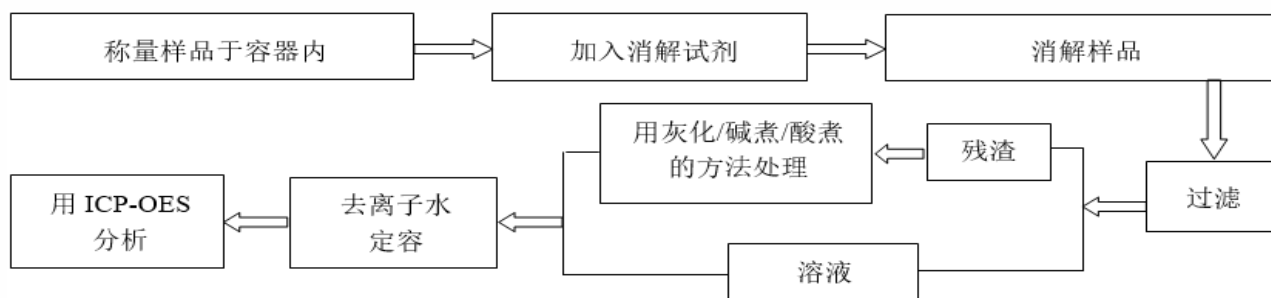 称量样品于容器内
加入消解试剂
消解样品
用灰化/碱煮/酸煮
的方法处理
残渣
过滤
用 ICP-OES
分析
去离子水
定容
溶液